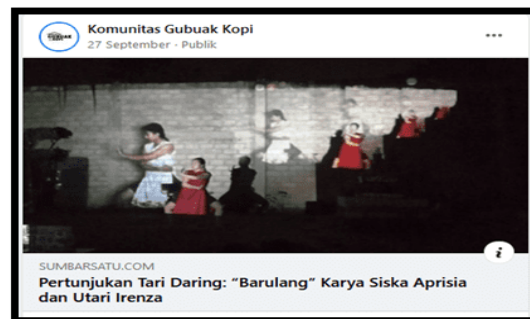 Komunitas Gubuak Kopi
27 September · Publik
SUMBARSATU.COM
Pertunjukan Tari Daring: “Barulang” Karya Siska Aprisia
dan Utari Irenza